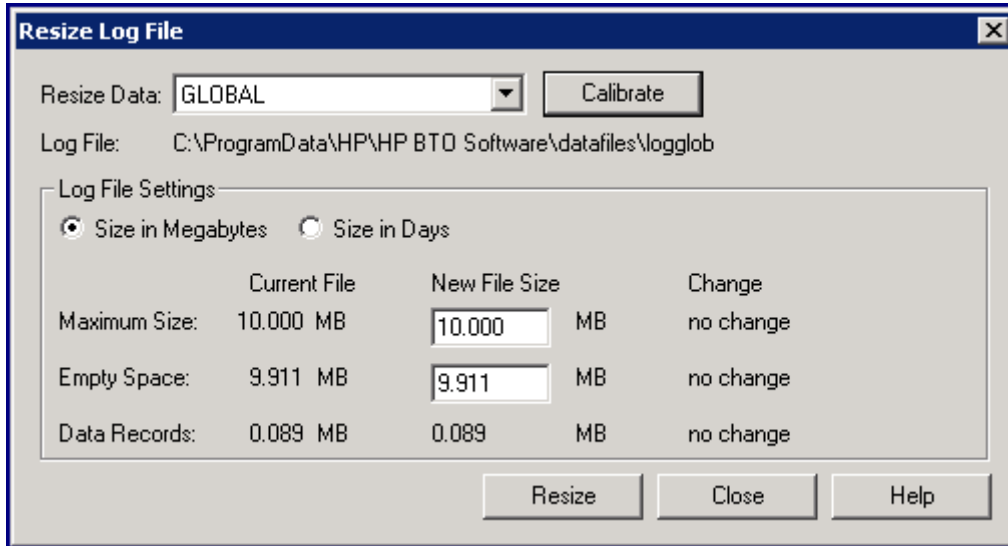 Resize Log File
Resize Data: GLOBAL Calibrate
Log File: C:\ProgramData\HP\HP BTO Software\datafiles\logglob
Log File Settings
Size in Megabytes Size in Days
Current File New File Size Change
Maximum Size: 10.000 MB 10.000 MB no change
Empty Space: 9.911 MB 9.911 MB no change
Data Records: 0.089 MB 0.089 MB no change
Resize Close Help